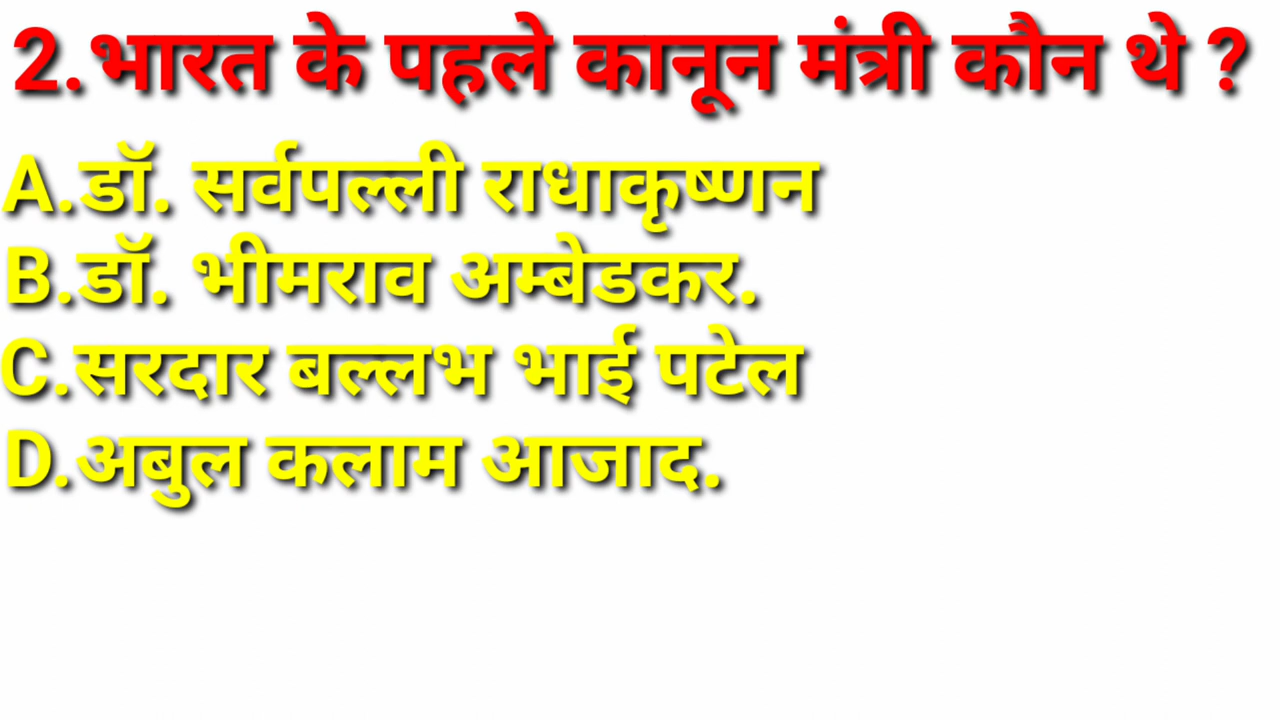 2.भारत के पहले कानून मंत्री कौन थे ?
A.डॉ. सर्वपल्ली राधाकृष्णन
B.डॉ. भीमराव अम्बेडकर.
C.सरदार बल्लभ भाई पटेल
D.अबुल कलाम आजाद.